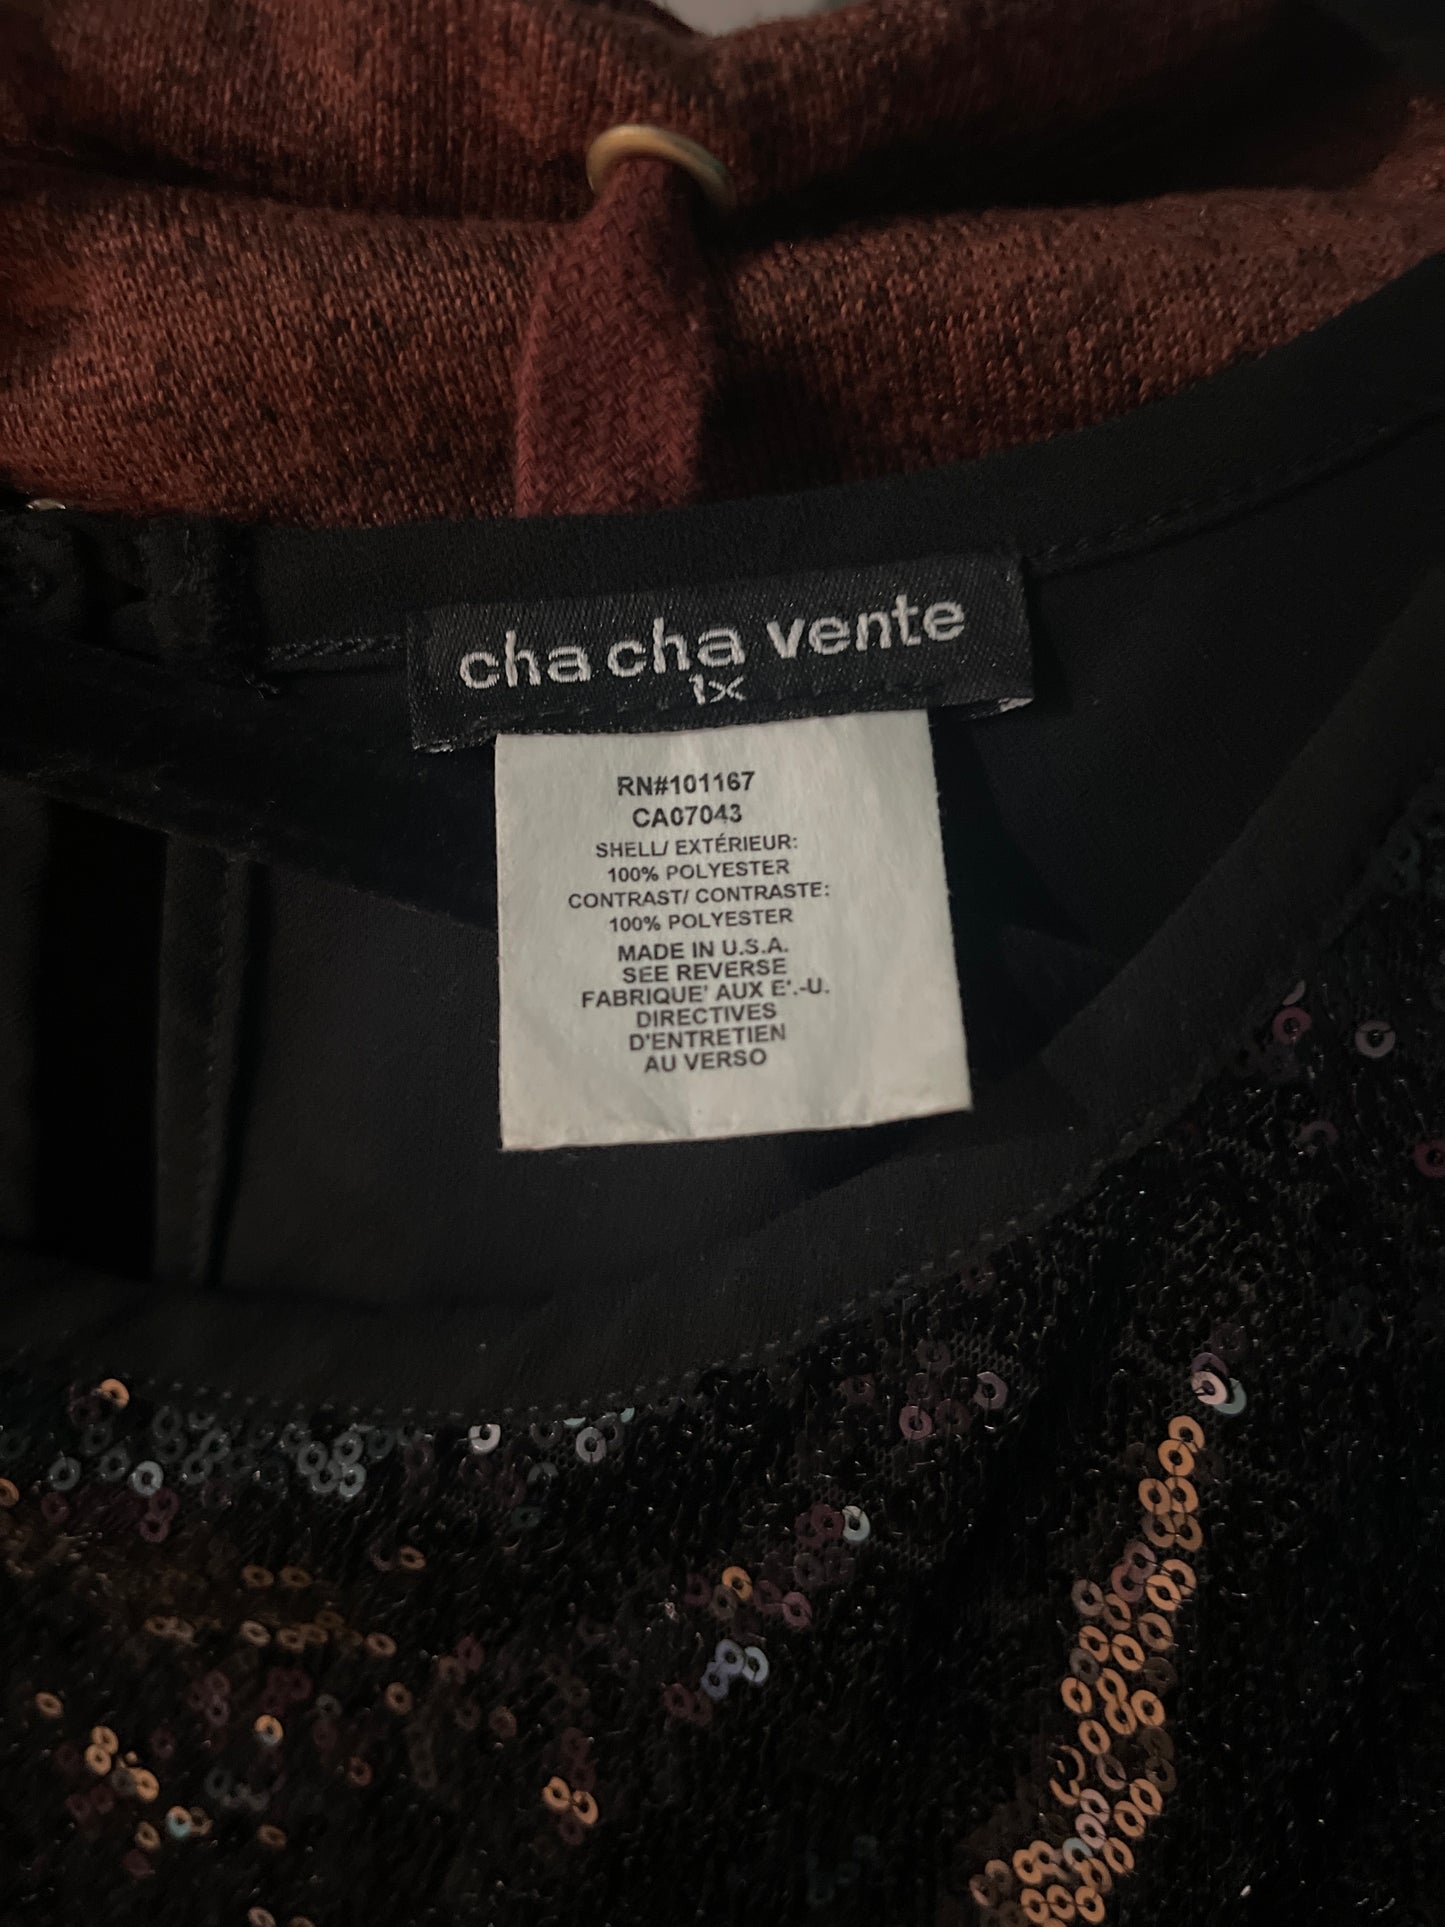 cha cha vente
1X
RN#101167
CA07043
SHELL/ EXTÉRIEUR:
100% POLYESTER
CONTRAST/ CONTRASTE:
100% POLYESTER
MADE IN U.S.A.
SEE REVERSE
FABRIQUE' AUX E'.-U.
DIRECTIVES
D'ENTRETIEN
AU VERSO